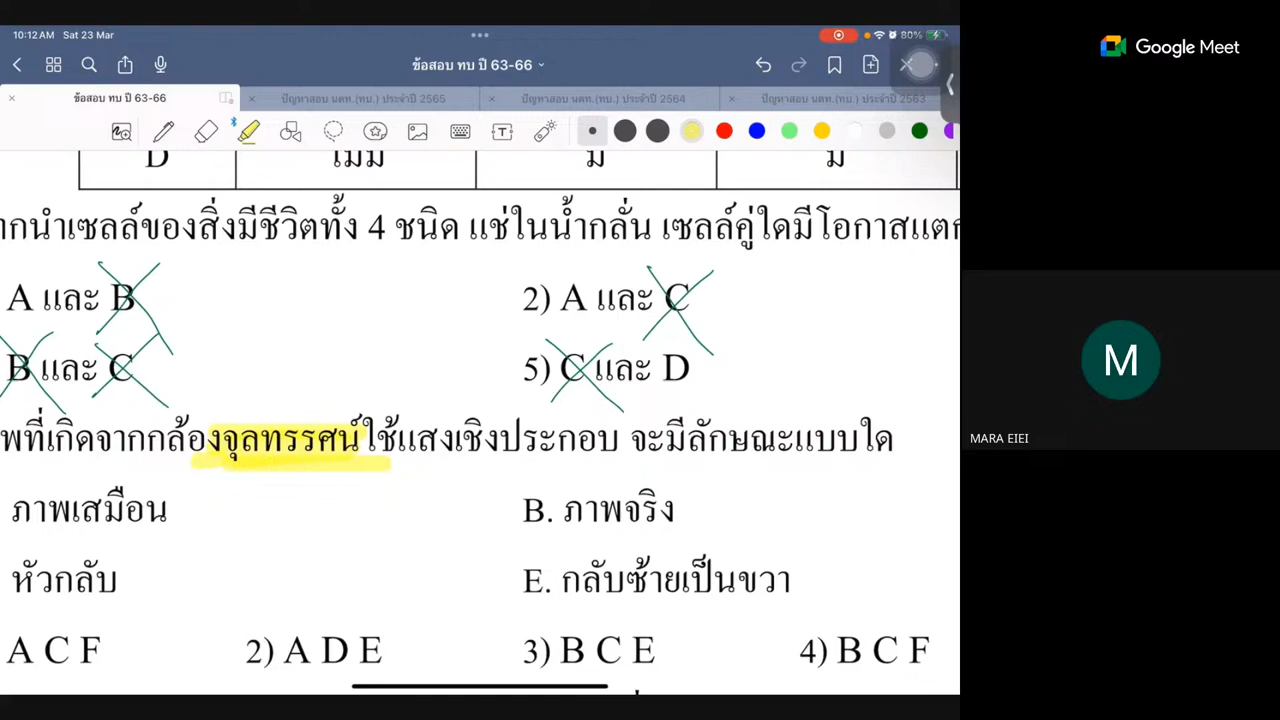 10:12 AM Sat 23 Mar
80%
Google Meet
ข้อสอบ ทบ ปี 63-66
ข้อสอบ ทบ ปี 63-66
ปัญหาสอบ นตท.(ทบ.) ประจำปี 2565
ปัญหาสอบ นตท.(ทบ.) ประจำปี 2564
ปัญหาสอบ นตท.(ทบ.) ประจำปี 2563
D ไม่มี มี มี
ากนำเซลล์ของสิ่งมีชีวิตทั้ง 4 ชนิด แช่ในน้ำกลั่น เซลล์คู่ใดมีโอกาสแตก
A และ B 2) A และ C
B และ C 5) C และ D
พที่เกิดจากกล้องจุลทรรศน์ใช้แสงเชิงประกอบ จะมีลักษณะแบบใด
ภาพเสมือน B. ภาพจริง
หัวกลับ E. กลับซ้ายเป็นขวา
A C F 2) A D E 3) B C E 4) B C F
M
MARA EIEI